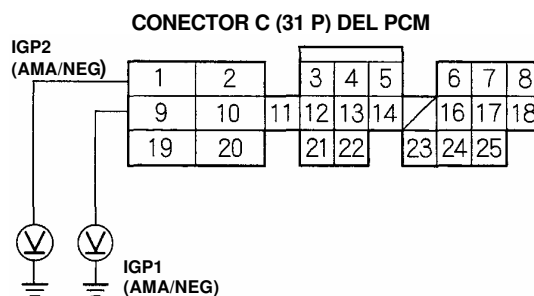 CONECTOR C (31 P) DEL PCM
IGP2
(AMA/NEG)
1 2 3 4 5 6 7 8
9 10 11 12 13 14 16 17 18
19 20 21 22 23 24 25
V V
IGP1
(AMA/NEG)